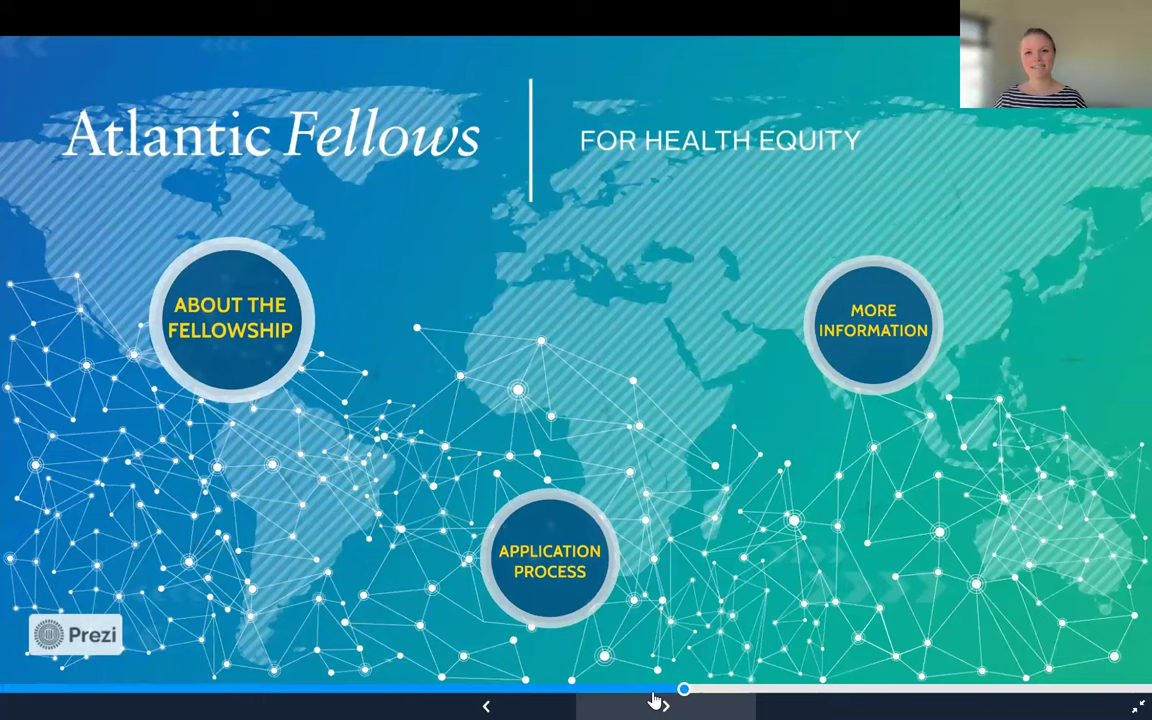 Atlantic Fellows
FOR HEALTH EQUITY
ABOUT THE
FELLOWSHIP
MORE
INFORMATION
APPLICATION
PROCESS
Prezi